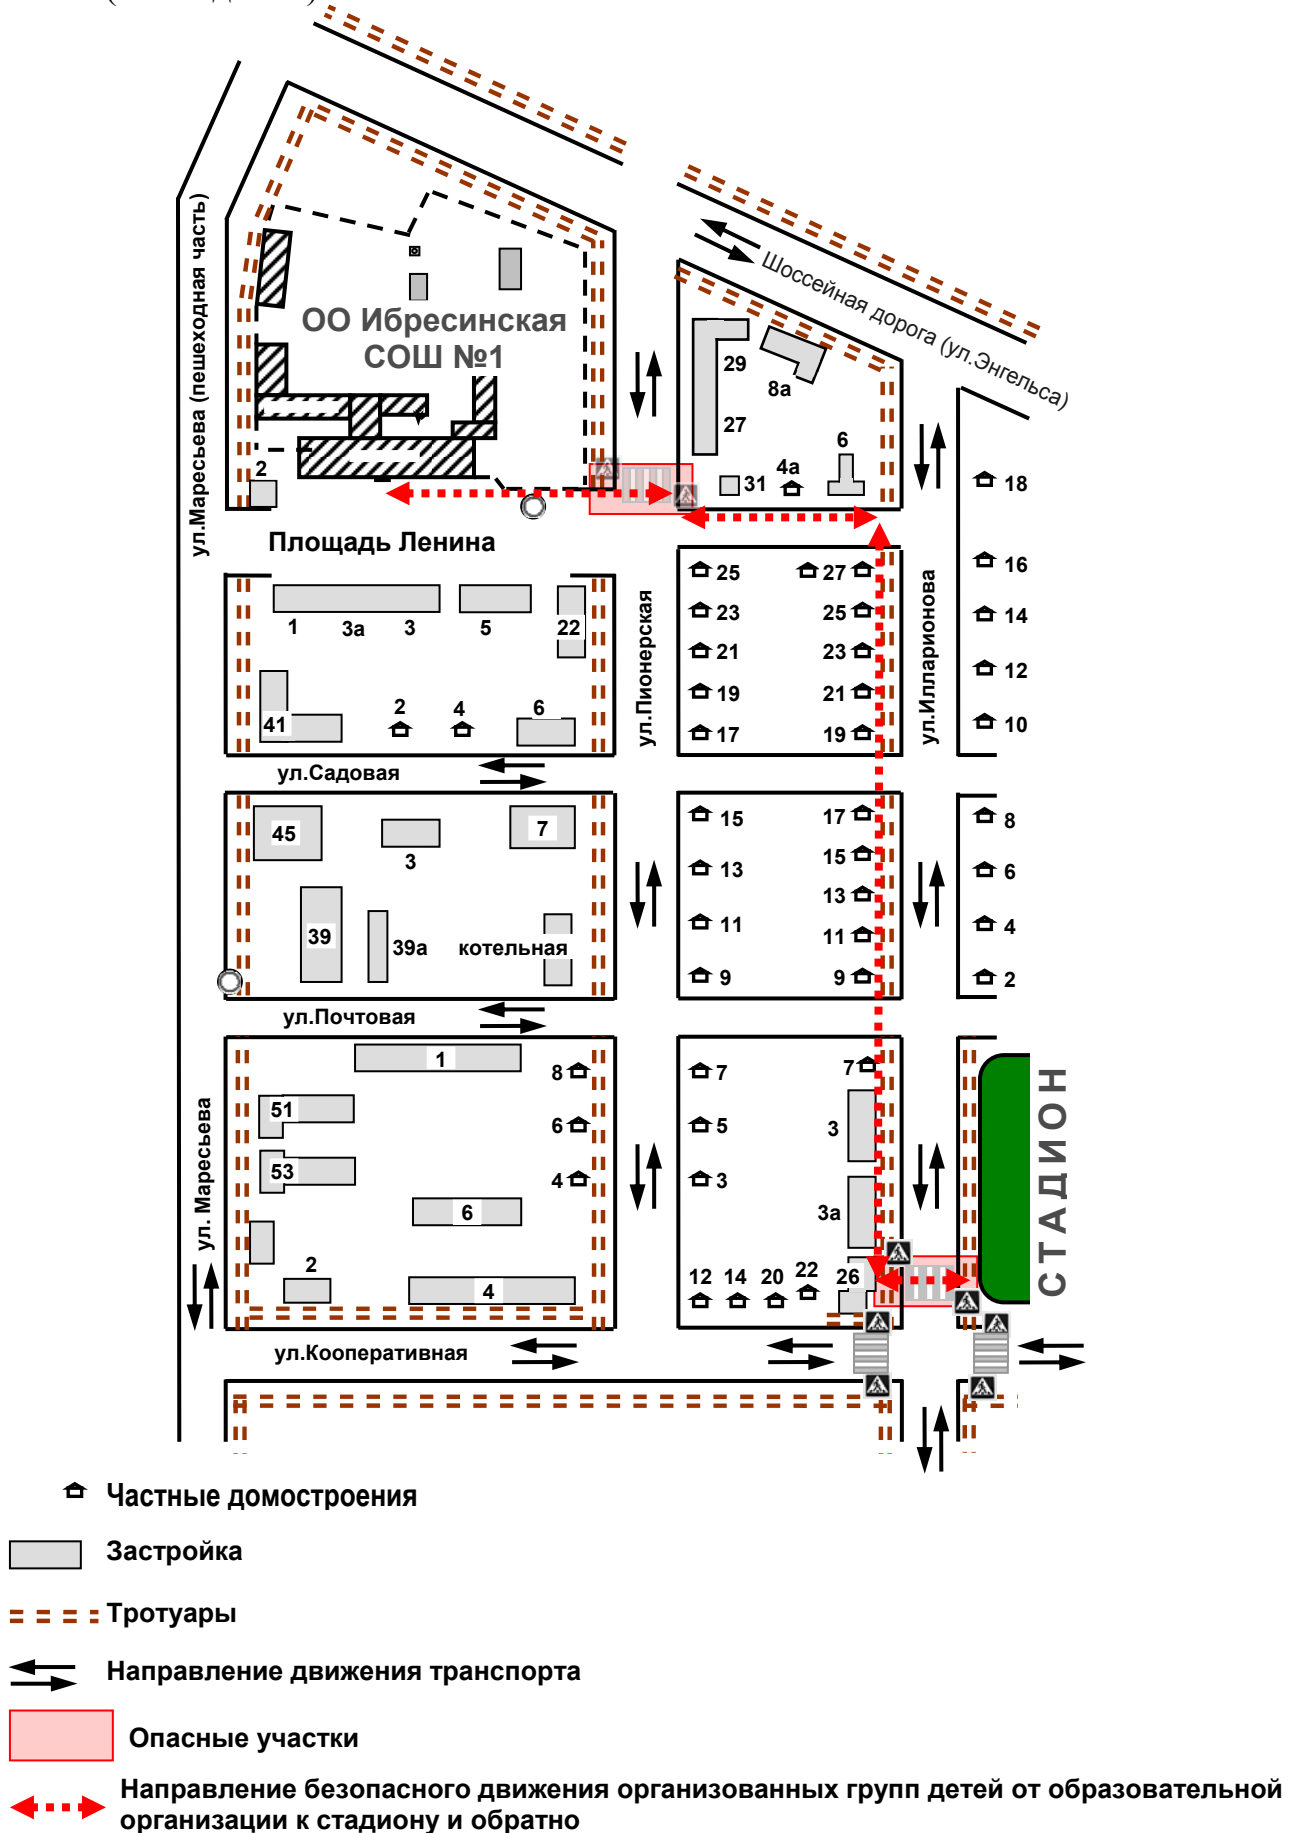 ул.Маресьева (пешеходная часть)
Шоссейная дорога (ул.Энгельса)
ОО Ибресинская
СОШ №1
29
8а
27
6
4а
31
18
2
Площадь Ленина
ул.Пионерская
ул.Илларионова
25
27
16
23
25
14
21
23
12
19
21
10
17
19
1
3а
3
5
22
41
2
4
6
ул.Садовая
45
3
7
15
17
8
13
15
6
39
39а
котельная
11
13
4
11
9
9
2
ул.Почтовая
1
8
7
7
51
6
5
3
53
4
3
3а
6
2
4
12
14
20
22
26
СТАДИОН
ул. Маресьева
ул.Кооперативная
Частные домостроения
Застройка
Тротуары
Направление движения транспорта
Опасные участки
Направление безопасного движения организованных групп детей от образовательной
организации к стадиону и обратно